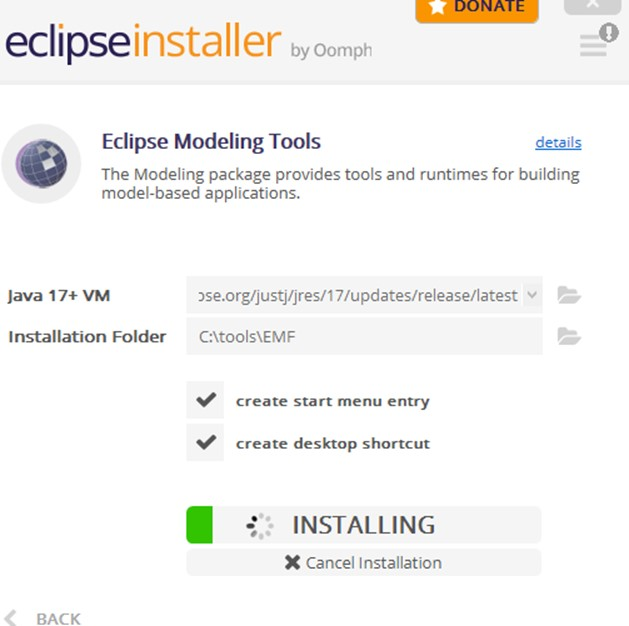 DONATE
eclipseinstaller by Oomph
Eclipse Modeling Tools details
The Modeling package provides tools and runtimes for building
model-based applications.
Java 17+ VM ose.org/justj/jres/17/updates/release/latest
Installation Folder C:\tools\EMF
create start menu entry
create desktop shortcut
INSTALLING
Cancel Installation
BACK